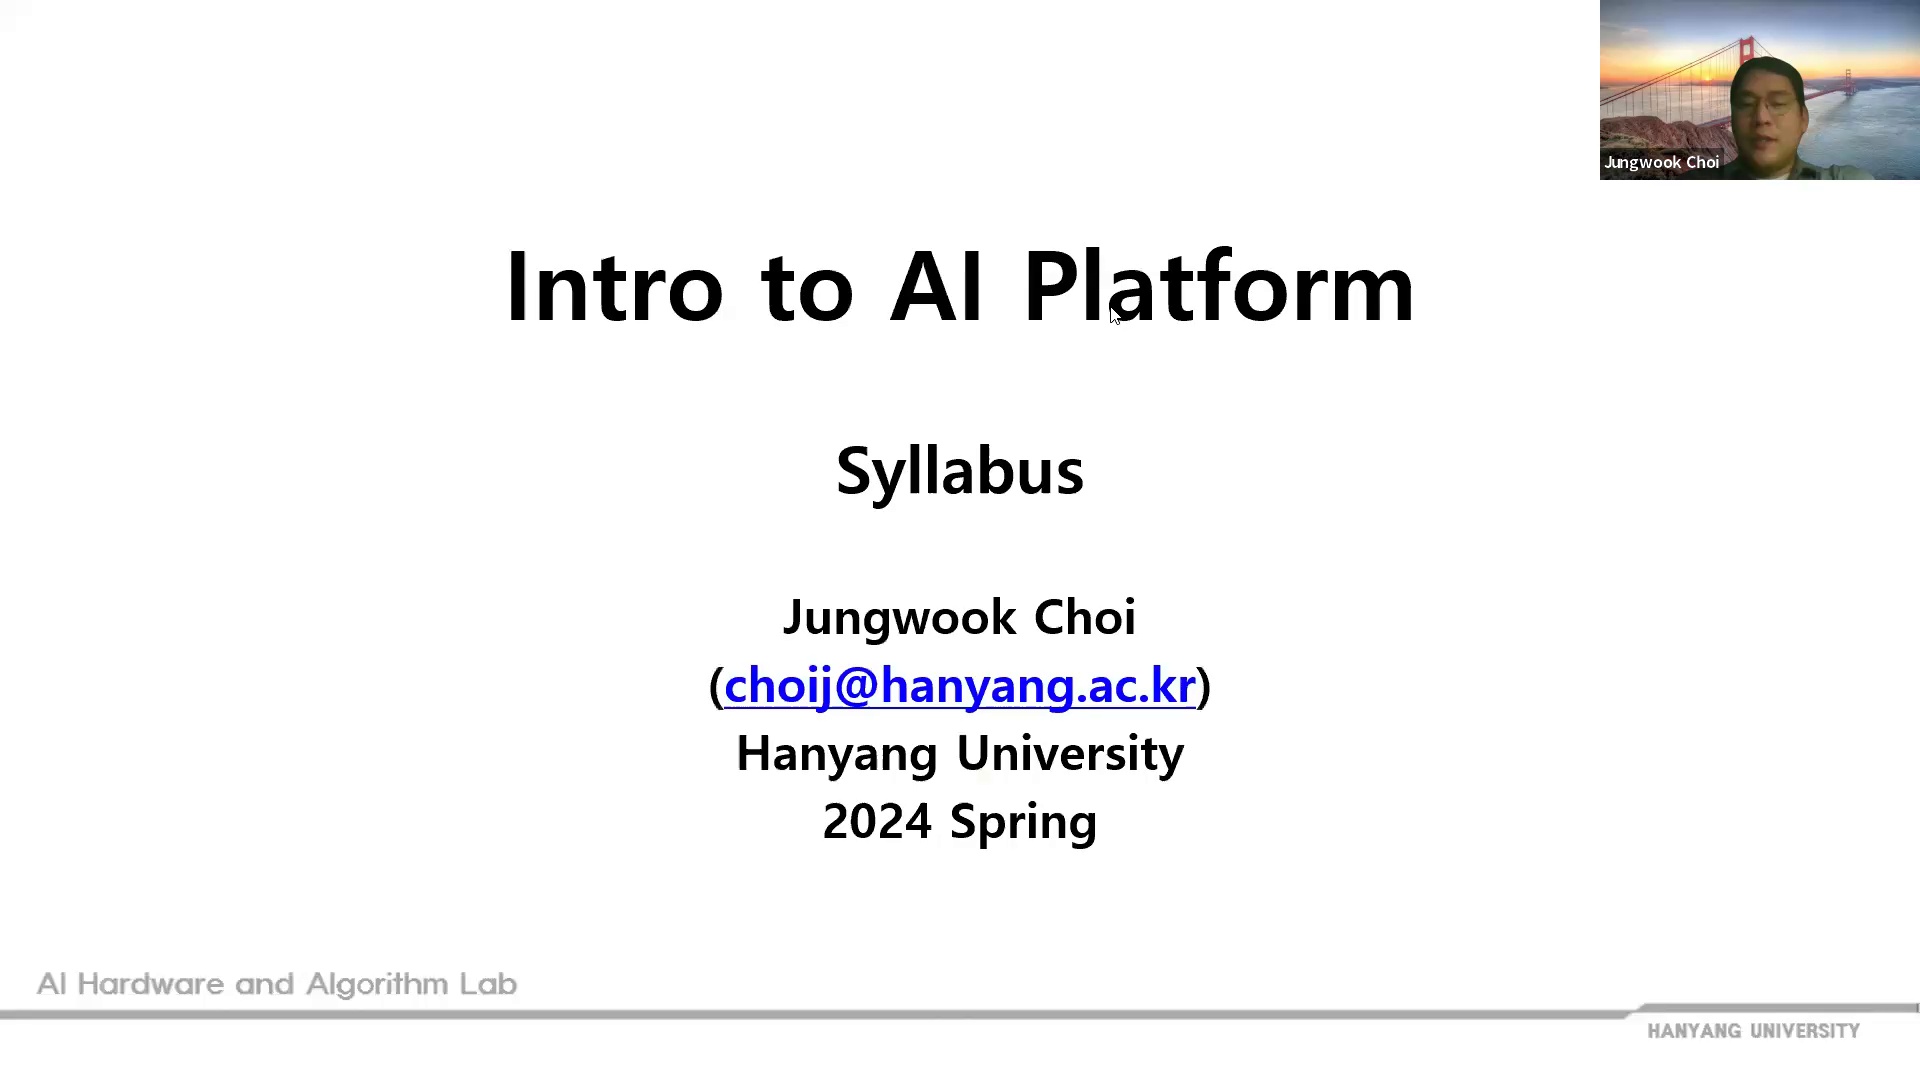 Jungwook Choi
Intro to AI Platform
Syllabus
Jungwook Choi
(choij@hanyang.ac.kr)
Hanyang University
2024 Spring
AI Hardware and Algorithm Lab
HANYANG UNIVERSITY